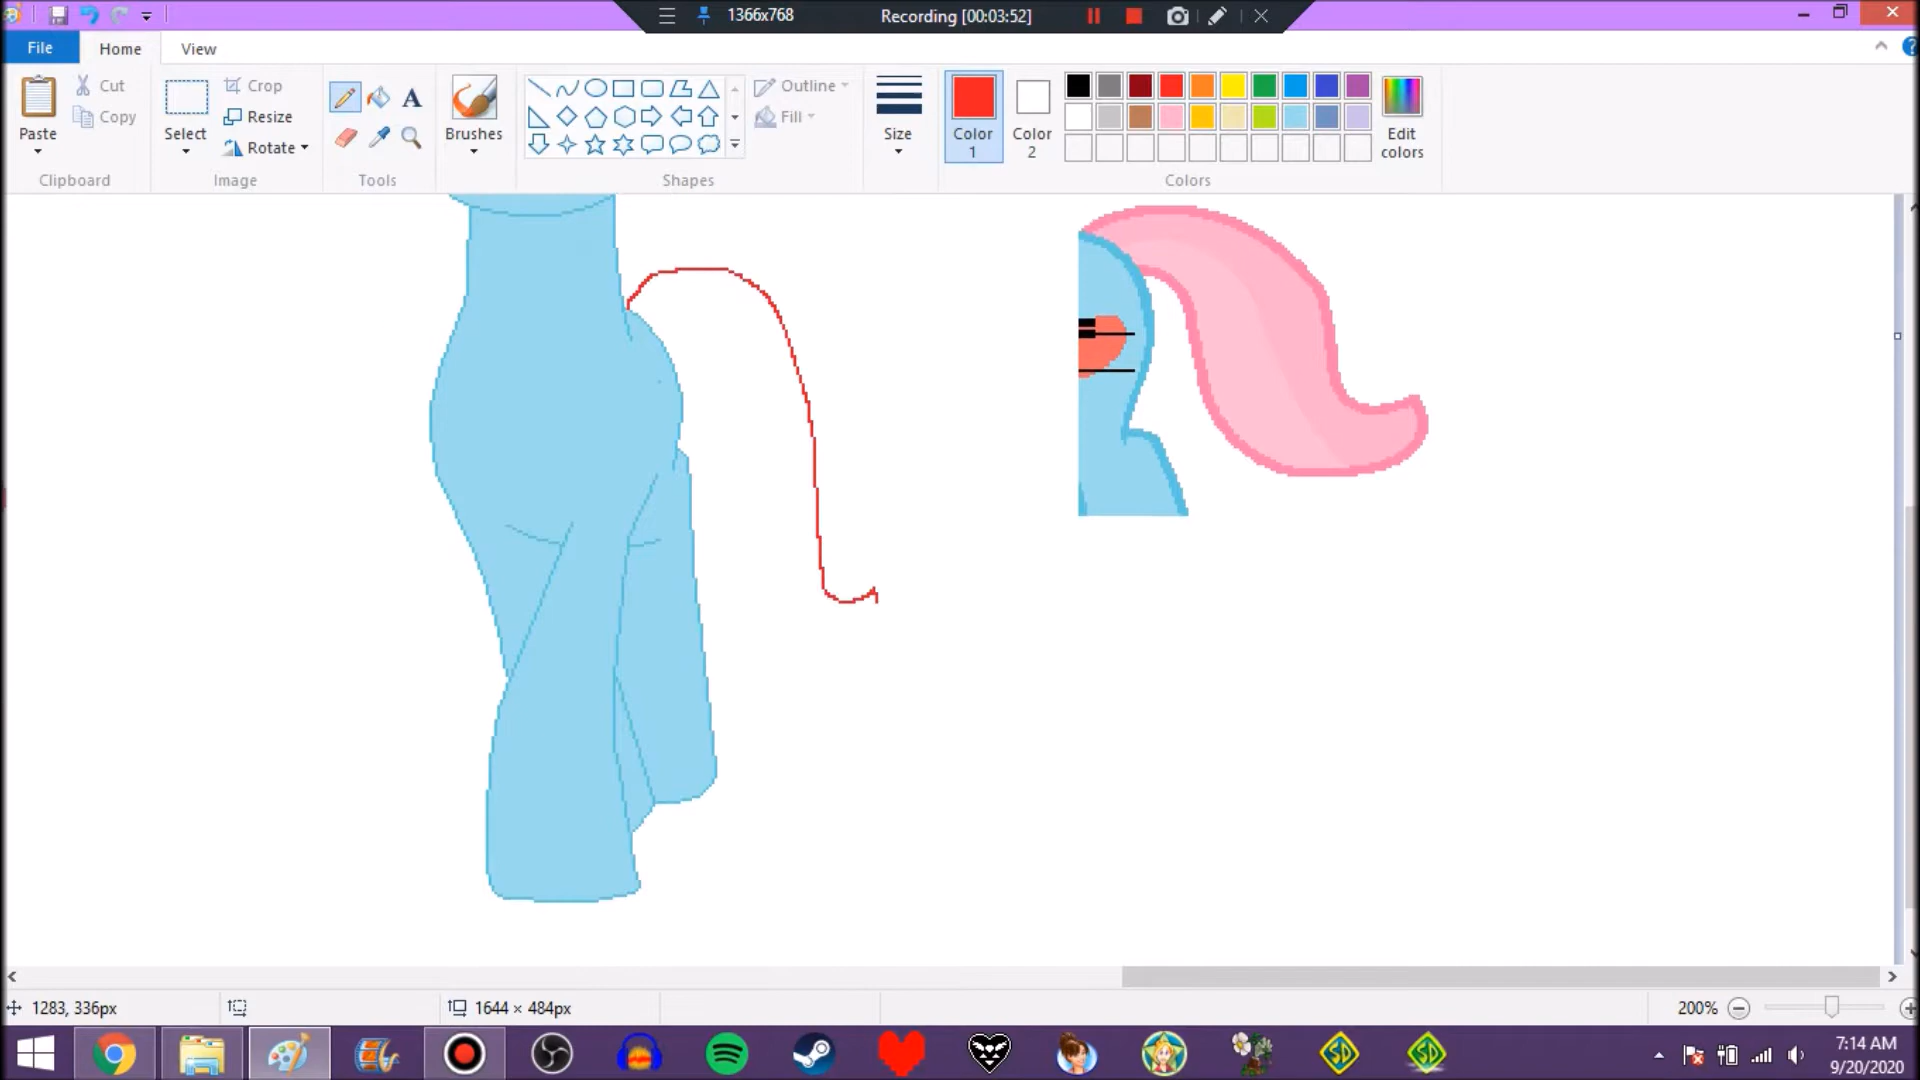 1366x768
Recording [00:03:52]
File
Home
View
Paste
Cut
Copy
Clipboard
Select
Crop
Resize
Rotate
Image
A
Tools
Brushes
Shapes
Outline
Fill
Size
Color 1
Color 2
Edit colors
Colors
1283, 336px
1644 × 484px
200%
SD
SD
7:14 AM
9/20/2020